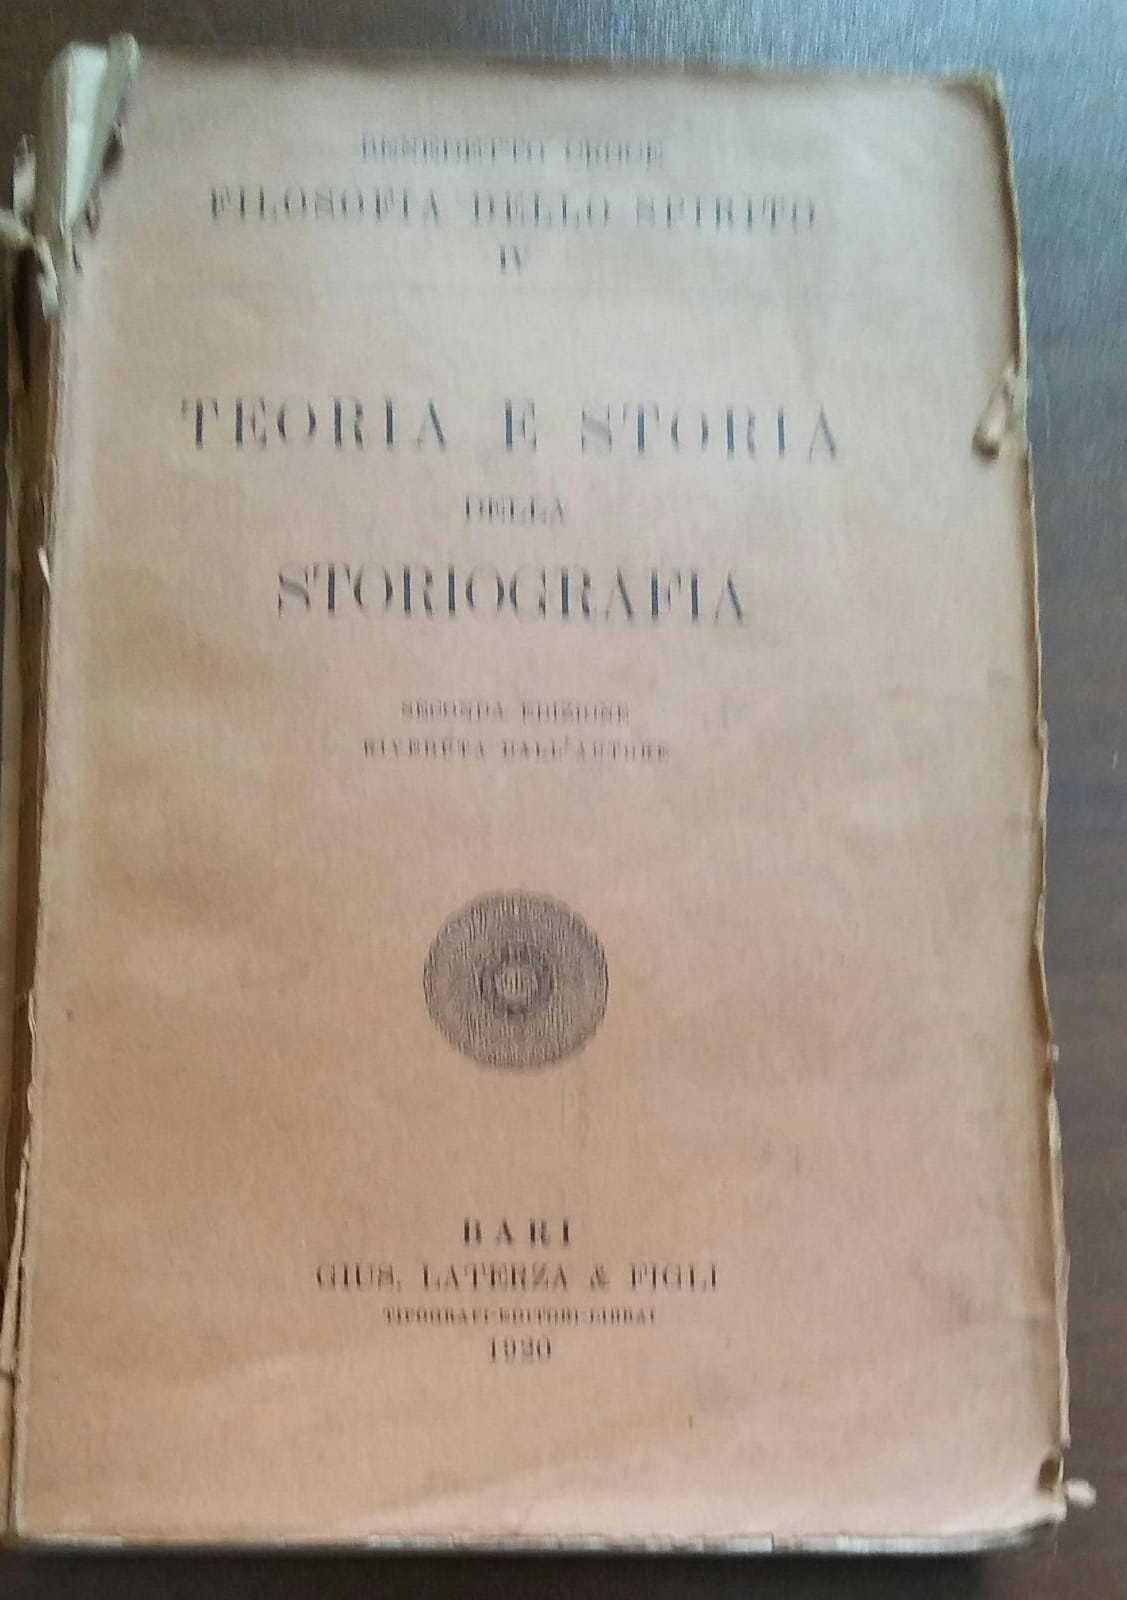 BENEDETTO CROCE
FILOSOFIA DELLO SPIRITO
IV
TEORIA E STORIA
DELLA
STORIOGRAFIA
SECONDA EDIZIONE
RIVEDUTA DALL'AUTORE
BARI
GIUS. LATERZA & FIGLI
TIPOGRAFI-EDITORI-LIBRAI
1920